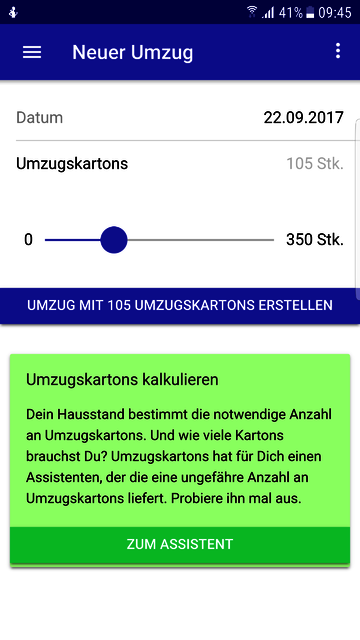 41% 09:45
Neuer Umzug
Datum 22.09.2017
Umzugskartons 105 Stk.
0 350 Stk.
UMZUG MIT 105 UMZUGSKARTONS ERSTELLEN
Umzugskartons kalkulieren
Dein Hausstand bestimmt die notwendige Anzahl
an Umzugskartons. Und wie viele Kartons
brauchst Du? Umzugskartons hat für Dich einen
Assistenten, der die eine ungefähre Anzahl an
Umzugskartons liefert. Probiere ihn mal aus.
ZUM ASSISTENT